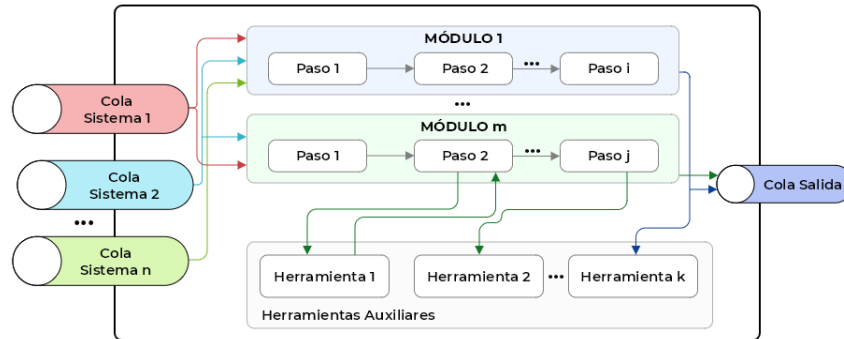 MÓDULO 1
Paso 1
Paso 2
...
Paso i
...
Cola
Sistema 1
MÓDULO m
Paso 1
Paso 2
...
Paso j
Cola
Sistema 2
...
Cola Salida
Cola
Sistema n
Herramienta 1
Herramienta 2
...
Herramienta k
Herramientas Auxiliares